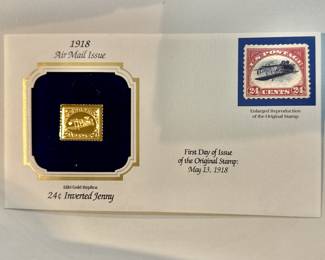 1918
Air Mail Issue
U.S. POSTAGE
24 CENTS 24
Enlarged Reproduction
of the Original Stamp
First Day of Issue
of the Original Stamp:
May 13, 1918
Gold Replica
24¢ Inverted Jenny